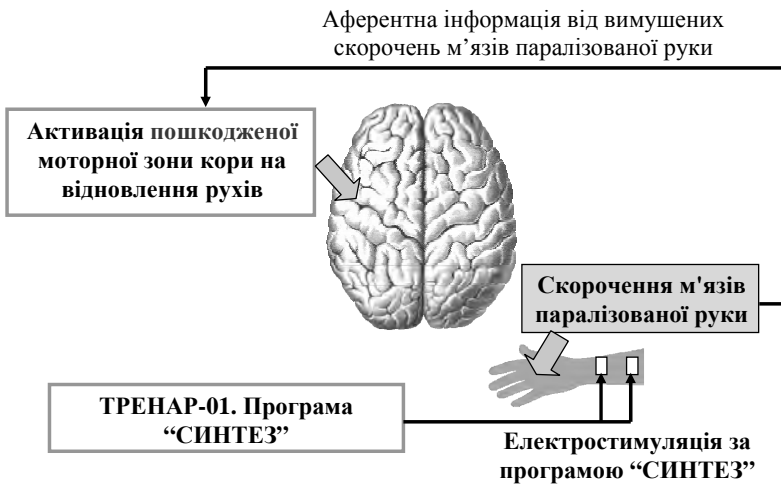 Аферентна інформація від вимушених
скорочень м’язів паралізованої руки
Активація пошкодженої
моторної зони кори на
відновлення рухів
Скорочення м'язів
паралізованої руки
ТРЕНАР-01. Програма
“СИНТЕЗ”
Електростимуляція за
програмою “СИНТЕЗ”